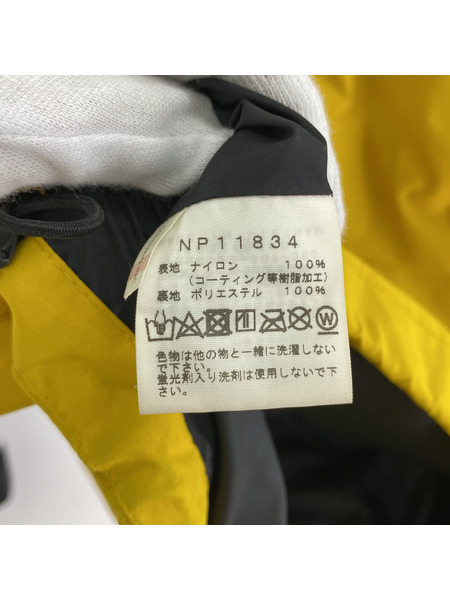 NP11834
表地 ナイロン 100%
(コーティング等樹脂加工)
裏地 ポリエステル 100%
色物は他の物と一緒に洗濯しない
で下さい。
蛍光剤入り洗剤は使用しないで下
さい。